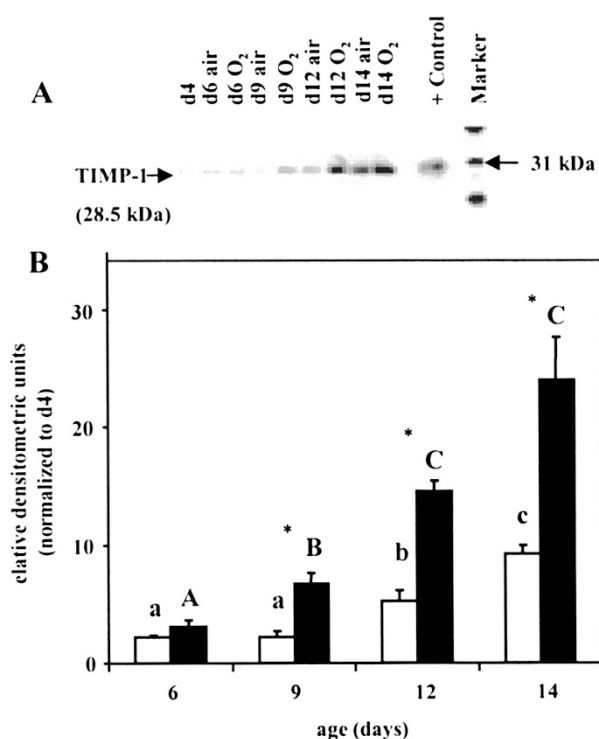 d4 d6 air d6 O2 d9 air d9 O2 d12 air d12 O2 d14 air d14 O2 + Control Marker
A
TIMP-1
31 kDa
(28.5 kDa)
B
30
20
10
0
elative densitometric units
(normalized to d4)
* C
* C
* B
b c
a A a
6 9 12 14
age (days)